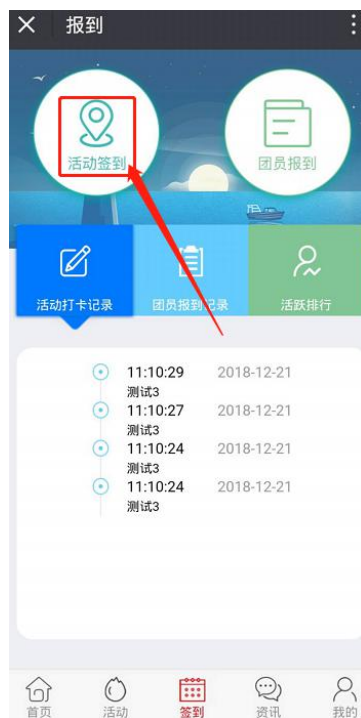 报到
活动签到
团员报到
活动打卡记录
团员报到记录
活跃排行
11:10:29 2018-12-21
测试3
11:10:27 2018-12-21
测试3
11:10:24 2018-12-21
测试3
11:10:24 2018-12-21
测试3
首页 活动 签到 资讯 我的